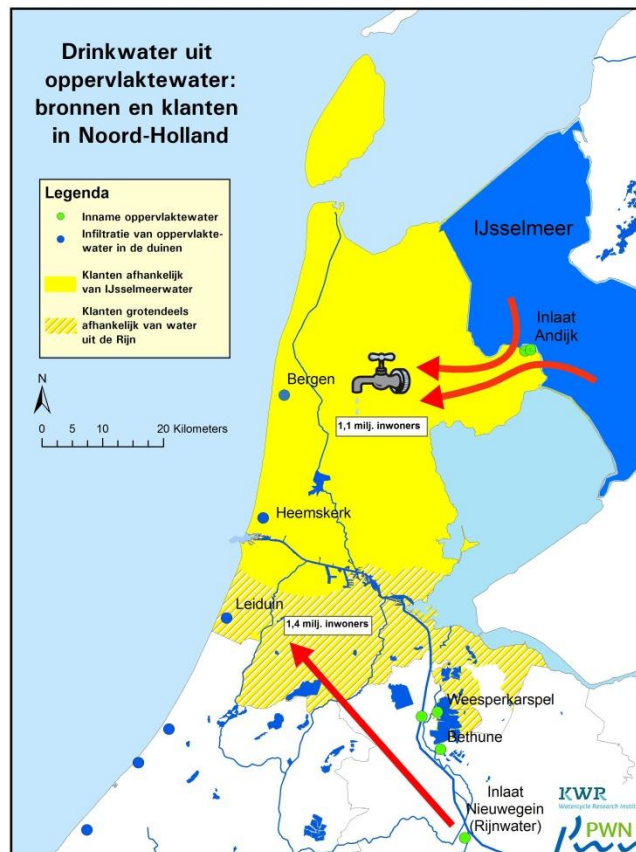 Drinkwater uit
oppervlaktewater:
bronnen en klanten
in Noord-Holland
Legenda
Inname oppervlaktewater
Infiltratie van oppervlakte-
water in de duinen
Klanten afhankelijk
van IJsselmeerwater
Klanten grotendeels
afhankelijk van water
uit de Rijn
N
0 5 10 20 Kilometers
IJsselmeer
Inlaat
Andijk
Bergen
1,1 milj. inwoners
Heemskerk
Leiduin
1,4 milj. inwoners
Weesperkarspel
Bethune
Inlaat
Nieuwegein
(Rijnwater)
KWR
PWN